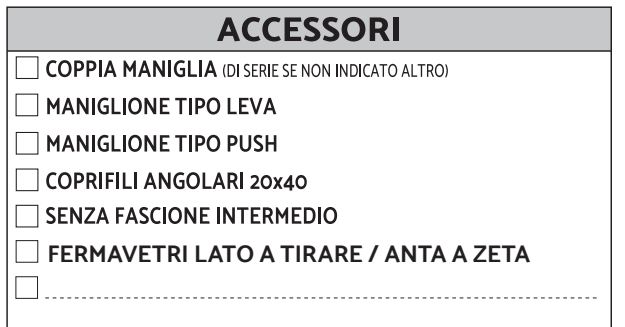 ACCESSORI
COPPIA MANIGLIA (DI SERIE SE NON INDICATO ALTRO)
MANIGLIONE TIPO LEVA
MANIGLIONE TIPO PUSH
COPRIFILI ANGOLARI 20x40
SENZA FASCIONE INTERMEDIO
FERMAVETRI LATO A TIRARE / ANTA A ZETA